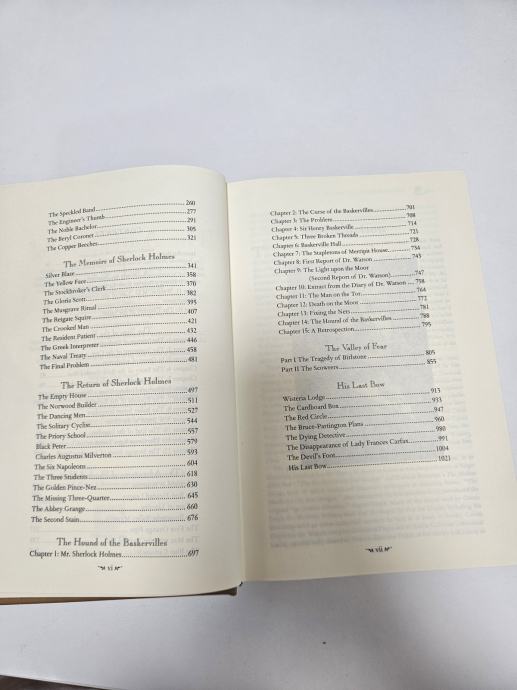 The Speckled Band 260
The Engineer's Thumb 277
The Noble Bachelor 291
The Beryl Coronet 305
The Copper Beeches 321
The Memoirs of Sherlock Holmes
Silver Blaze 341
The Yellow Face 358
The Stockbroker's Clerk 370
The Gloria Scott 382
The Musgrave Ritual 395
The Reigate Squire 407
The Crooked Man 421
The Resident Patient 432
The Greek Interpreter 446
The Naval Treaty 458
The Final Problem 481
The Return of Sherlock Holmes
The Empty House 497
The Norwood Builder 511
The Dancing Men 527
The Solitary Cyclist 544
The Priory School 557
Black Peter 579
Charles Augustus Milverton 593
The Six Napoleons 604
The Three Students 618
The Golden Pince-Nez 630
The Missing Three-Quarter 645
The Abbey Grange 660
The Second Stain 676
The Hound of the Baskervilles
Chapter 1: Mr. Sherlock Holmes 697
vi
Chapter 2: The Curse of the Baskervilles 701
Chapter 3: The Problem 708
Chapter 4: Sir Henry Baskerville 714
Chapter 5: Three Broken Threads 721
Chapter 6: Baskerville Hall 728
Chapter 7: The Stapletons of Merripit House 734
Chapter 8: First Report of Dr. Watson 743
Chapter 9: The Light upon the Moor
(Second Report of Dr. Watson) 747
Chapter 10: Extract from the Diary of Dr. Watson 758
Chapter 11: The Man on the Tor 764
Chapter 12: Death on the Moor 772
Chapter 13: Fixing the Nets 781
Chapter 14: The Hound of the Baskervilles 788
Chapter 15: A Retrospection 795
The Valley of Fear
Part I The Tragedy of Birlstone 805
Part II The Scowrers 855
His Last Bow
Wisteria Lodge 913
The Cardboard Box 933
The Red Circle 947
The Bruce-Partington Plans 960
The Dying Detective 980
The Disappearance of Lady Frances Carfax 991
The Devil's Foot 1004
His Last Bow 1021
vii